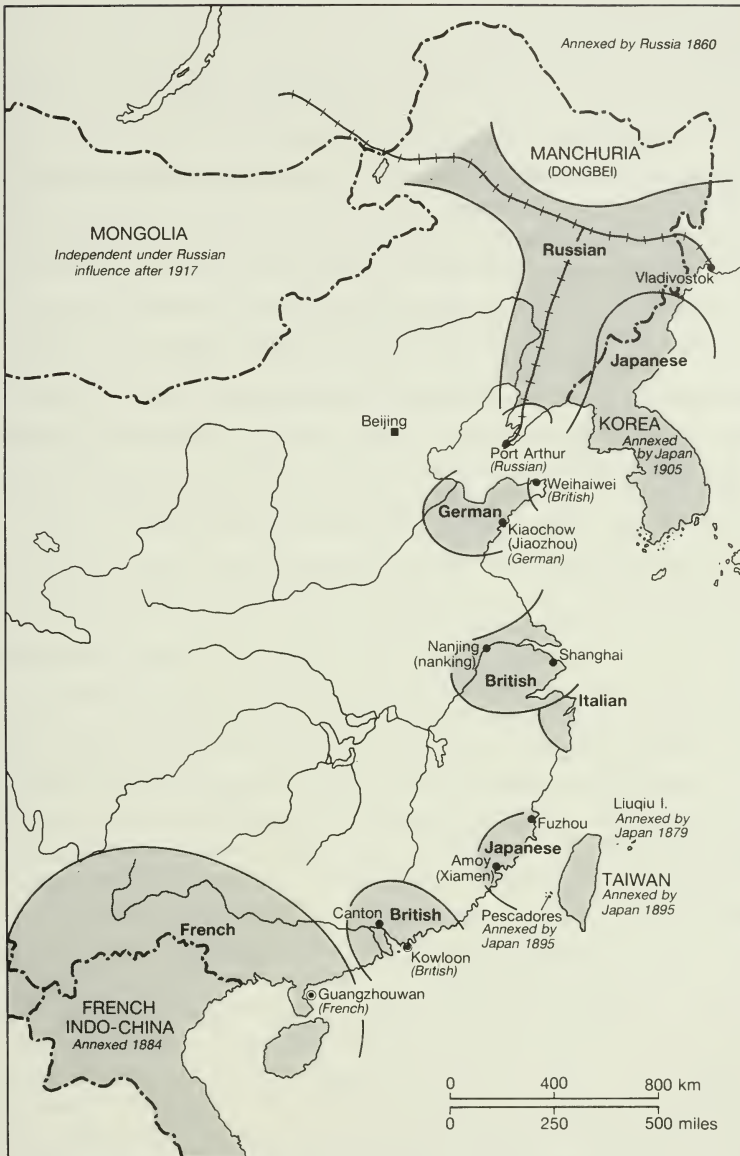 Annexed by Russia 1860
MANCHURIA
(DONGBEI)
MONGOLIA
Independent under Russian
influence after 1917
Russian
Vladivostok
Japanese
Beijing
KOREA
Annexed
by Japan
1905
Port Arthur
(Russian)
Weihaiwei
(British)
German
Kiaochow
(Jiaozhou)
(German)
Nanjing
(nanking)
Shanghai
British
Italian
Liuqiu I.
Annexed by
Japan 1879
Fuzhou
Japanese
Amoy
(Xiamen)
TAIWAN
Annexed by
Japan 1895
Pescadores
Annexed by
Japan 1895
Canton
British
French
Kowloon
(British)
Guangzhouwan
(French)
FRENCH
INDO-CHINA
Annexed 1884
0 400 800 km
0 250 500 miles